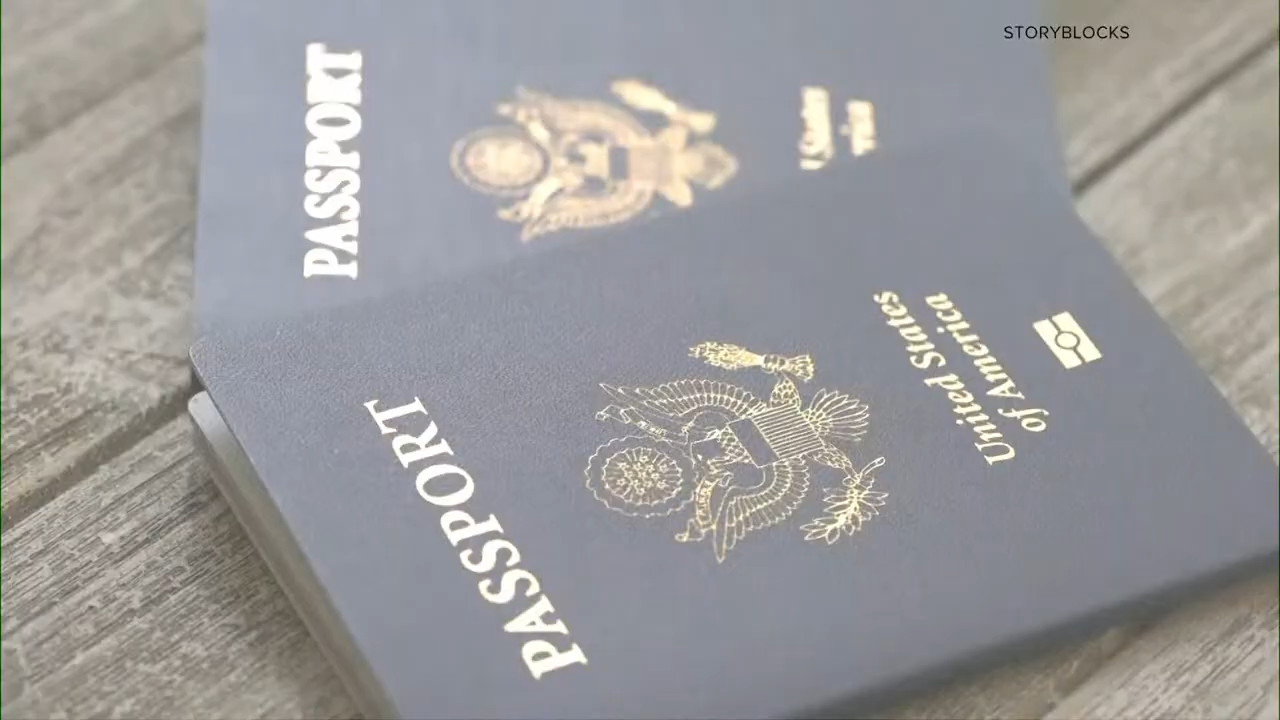 STORYBLOCKS
PASSPORT
PASSPORT
United States
of America